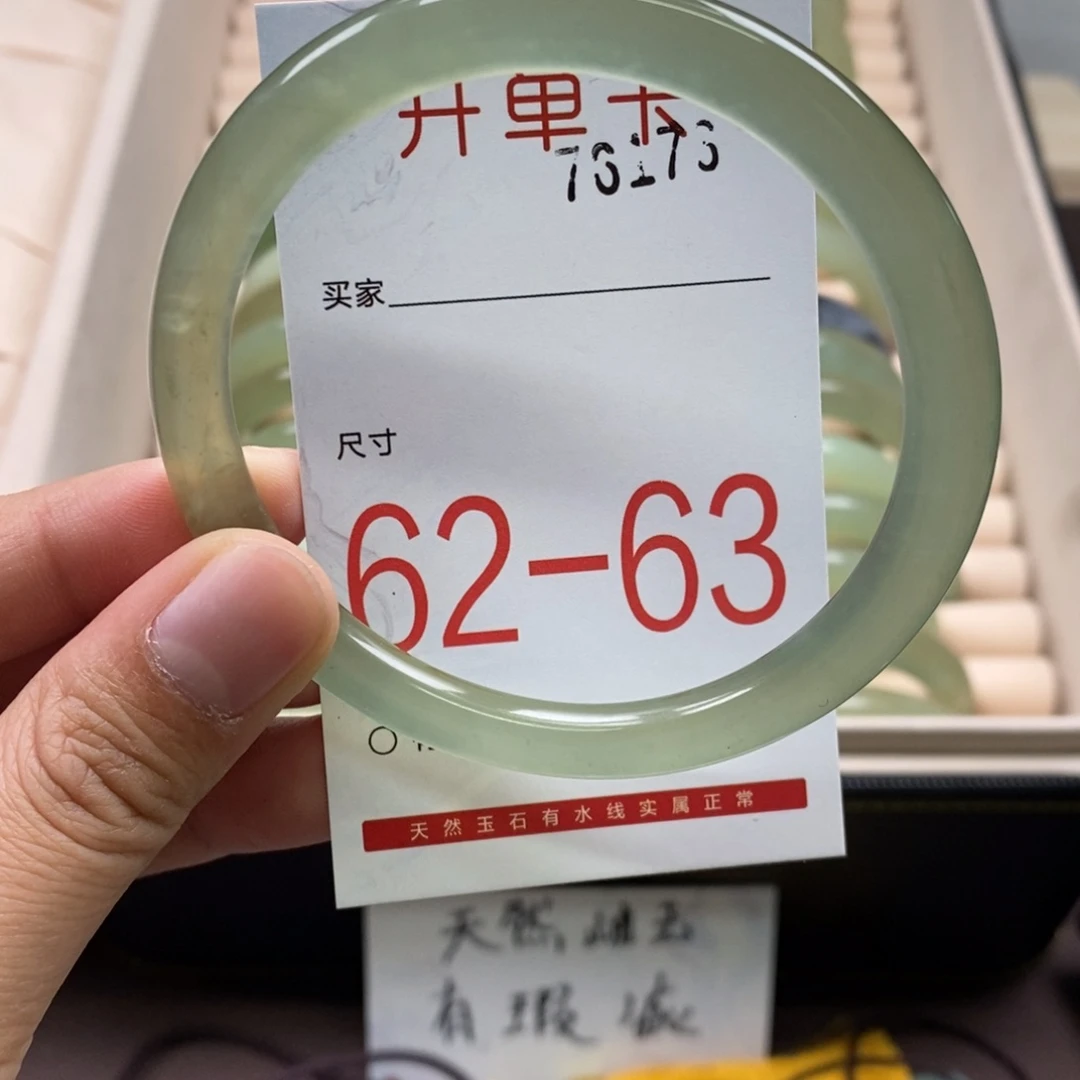 开单卡
76176
买家
尺寸
62-63
天然玉石有水线实属正常
天然岫玉
有瑕疵